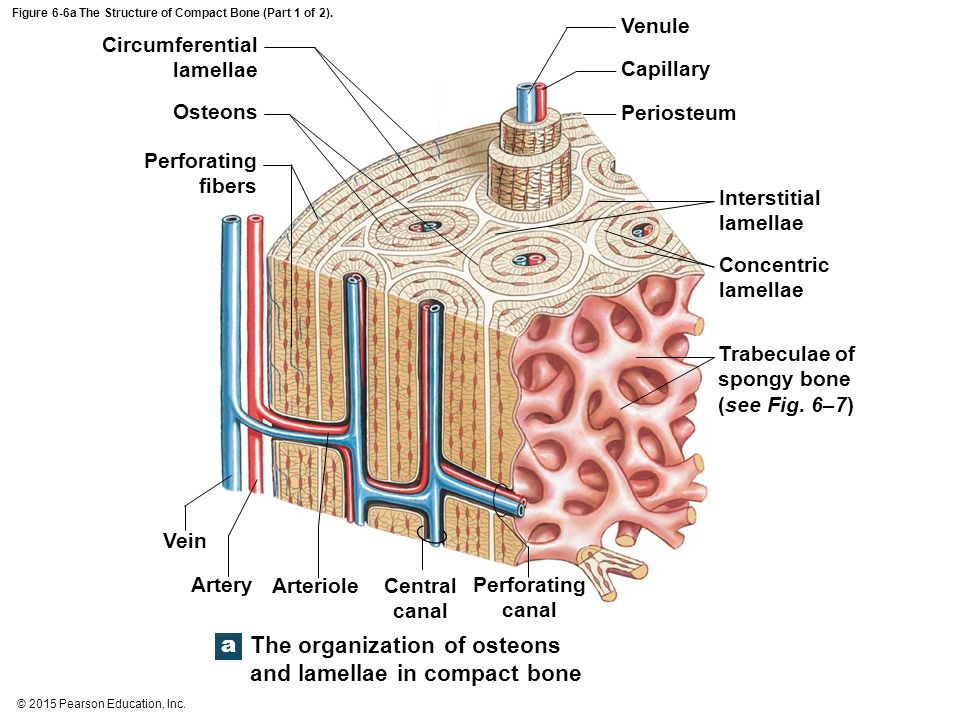 Figure 6-6a The Structure of Compact Bone (Part 1 of 2).
Circumferential
lamellae
Osteons
Perforating
fibers
Venule
Capillary
Periosteum
Interstitial
lamellae
Concentric
lamellae
Trabeculae of
spongy bone
(see Fig. 6–7)
Vein
Artery
Arteriole
Central
canal
Perforating
canal
a
The organization of osteons
and lamellae in compact bone
© 2015 Pearson Education, Inc.